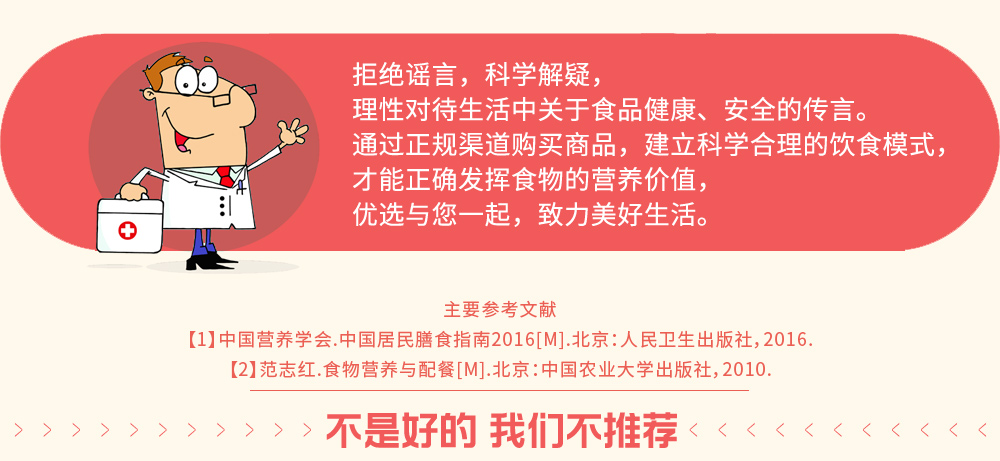 拒绝谣言，科学解疑，
理性对待生活中关于食品健康、安全的传言。
通过正规渠道购买商品，建立科学合理的饮食模式，
才能正确发挥食物的营养价值，
优选与您一起，致力美好生活。
主要参考文献
【1】中国营养学会.中国居民膳食指南2016[M].北京：人民卫生出版社，2016.
【2】范志红.食物营养与配餐[M].北京：中国农业大学出版社，2010.
不是好的 我们不推荐